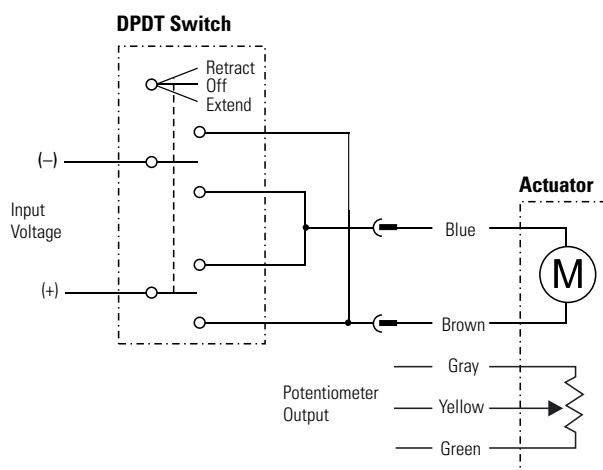 DPDT Switch
Retract
Off
Extend
(–)
Input
Voltage
(+)
Actuator
Blue
M
Brown
Gray
Potentiometer
Output
Yellow
Green